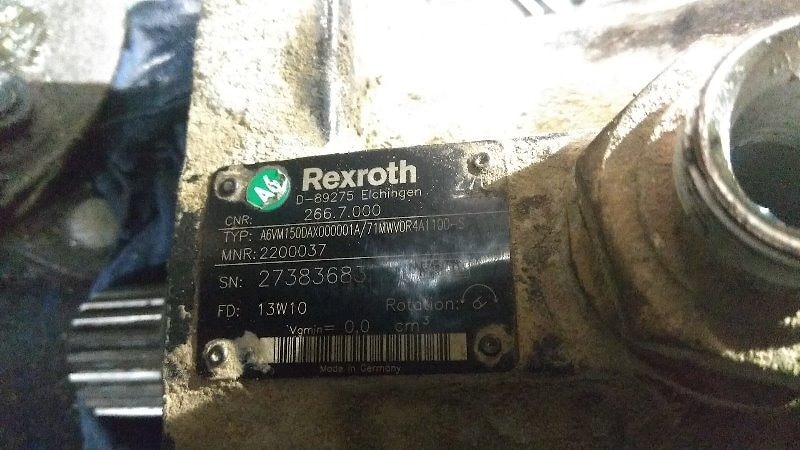 A6
Rexroth
D-89275 Elchingen
CNR: 266.7.000
TYP: A6VM150DAX000001A/71MWV0R4A1100-S
MNR: 2200037
SN: 27383683
FD: 13W10 Rotation:
Vgmin= 0.0 cm³
Made in Germany